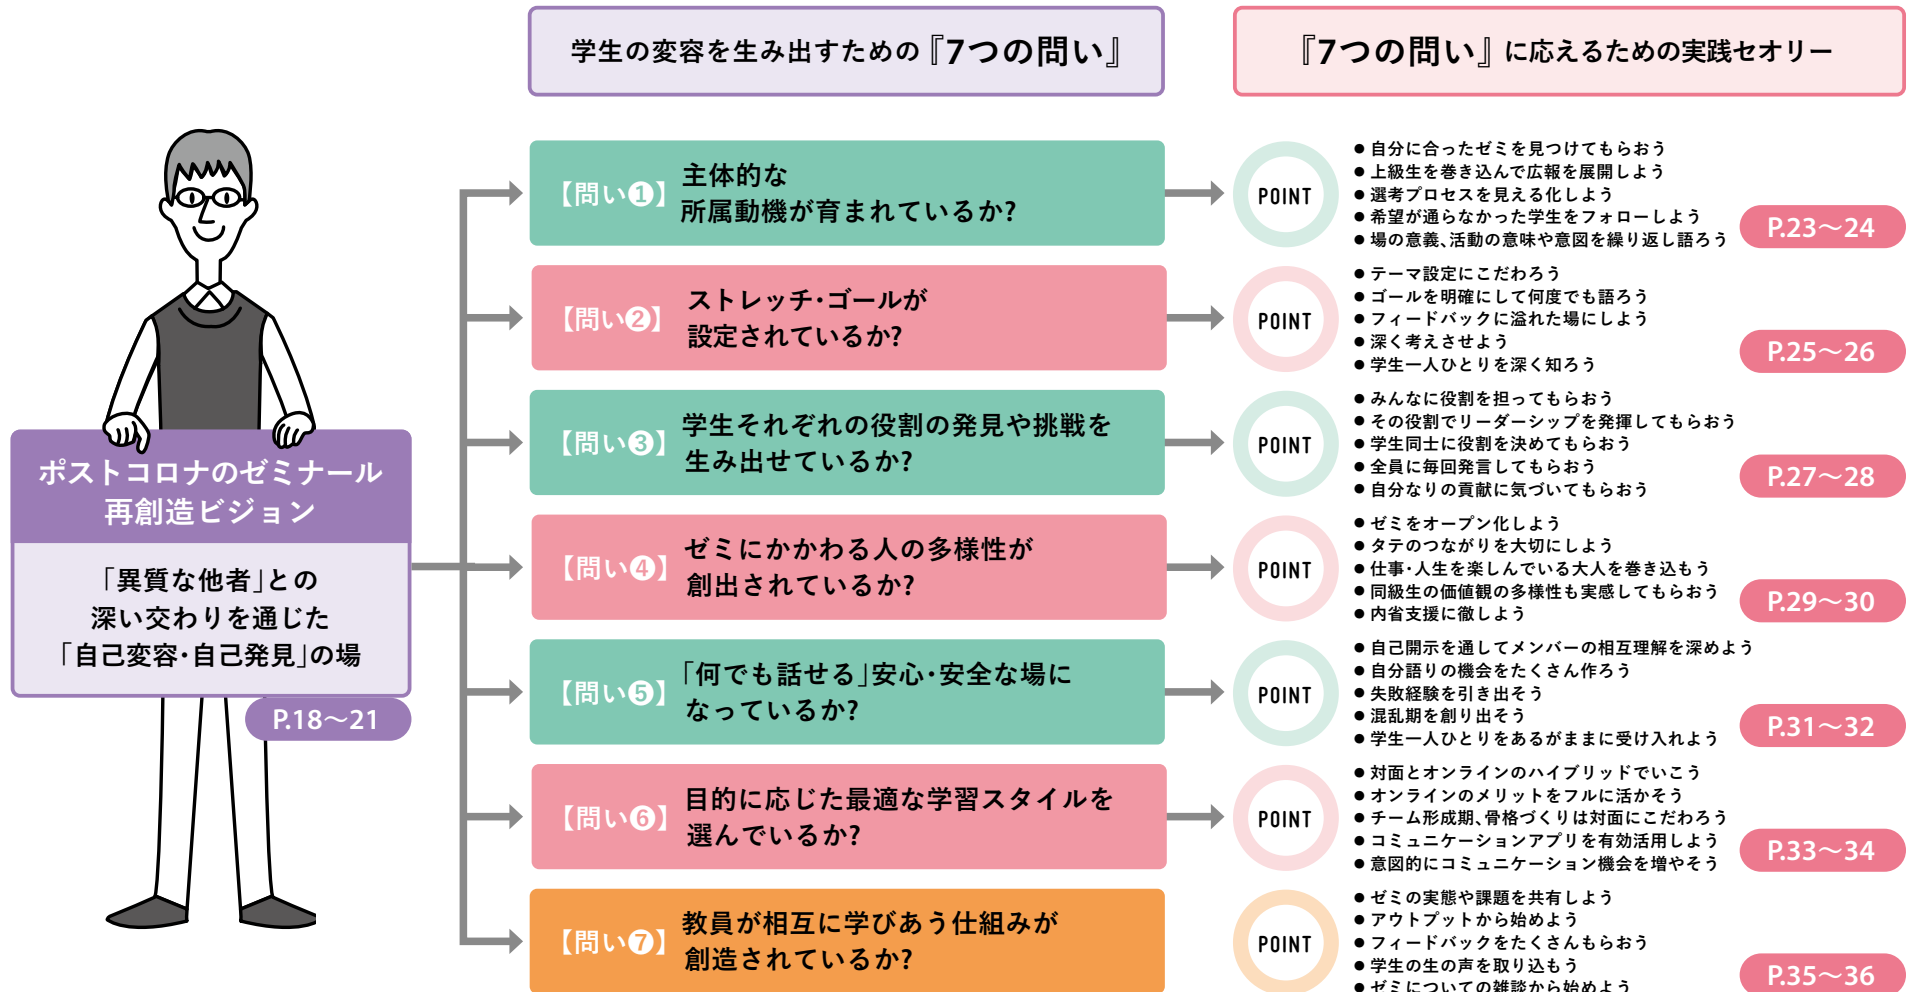 学生の変容を生み出すための『7つの問い』
『7つの問い』に応えるための実践セオリー
ポストコロナのゼミナール
再創造ビジョン
「異質な他者」との
深い交わりを通じた
「自己変容・自己発見」の場
P.18～21
【問い❶】
主体的な
所属動機が育まれているか?
POINT
● 自分に合ったゼミを見つけてもらおう
● 上級生を巻き込んで広報を展開しよう
● 選考プロセスを見える化しよう
● 希望が通らなかった学生をフォローしよう
● 場の意義、活動の意味や意図を繰り返し語ろう
P.23～24
【問い❷】
ストレッチ・ゴールが
設定されているか?
POINT
● テーマ設定にこだわろう
● ゴールを明確にして何度でも語ろう
● フィードバックに溢れた場にしよう
● 深く考えさせよう
● 学生一人ひとりを深く知ろう
P.25～26
【問い❸】
学生それぞれの役割の発見や挑戦を
生み出せているか?
POINT
● みんなに役割を担ってもらおう
● その役割でリーダーシップを発揮してもらおう
● 学生同士に役割を決めてもらおう
● 全員に毎回発言してもらおう
● 自分なりの貢献に気づいてもらおう
P.27～28
【問い❹】
ゼミにかかわる人の多様性が
創出されているか?
POINT
● ゼミをオープン化しよう
● タテのつながりを大切にしよう
● 仕事・人生を楽しんでいる大人を巻き込もう
● 同級生の価値観の多様性も実感してもらおう
● 内省支援に徹しよう
P.29～30
【問い❺】
「何でも話せる」安心・安全な場に
なっているか?
POINT
● 自己開示を通してメンバーの相互理解を深めよう
● 自分語りの機会をたくさん作ろう
● 失敗経験を引き出そう
● 混乱期を創り出そう
● 学生一人ひとりをあるがままに受け入れよう
P.31～32
【問い❻】
目的に応じた最適な学習スタイルを
選んでいるか?
POINT
● 対面とオンラインのハイブリッドでいこう
● オンラインのメリットをフルに活かそう
● チーム形成期、骨格づくりは対面にこだわろう
● コミュニケーションアプリを有効活用しよう
● 意図的にコミュニケーション機会を増やそう
P.33～34
【問い❼】
教員が相互に学びあう仕組みが
創造されているか?
POINT
● ゼミの実態や課題を共有しよう
● アウトプットから始めよう
● フィードバックをたくさんもらおう
● 学生の生の声を取り込もう
● ゼミについての雑談から始めよう
P.35～36